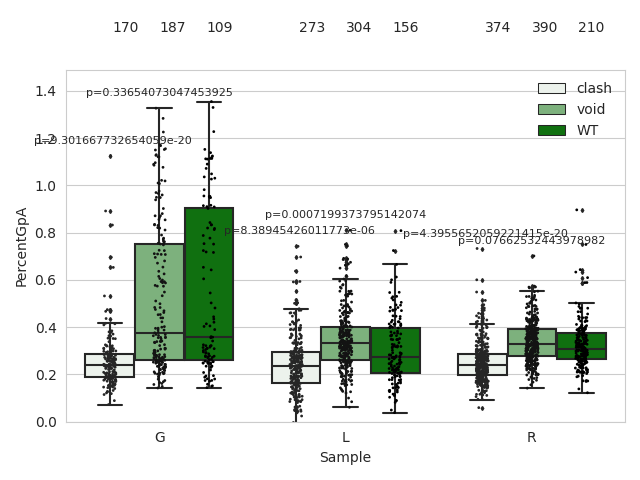 170 187 109 273 304 156 374 390 210
1.4
p=0.33654073047453925
clash
void
1.2
p=9.301667732654059e-20
WT
1.0
p=0.0007199373795142074
0.8
p=8.38945426011773e-06
p=4.3955652059221415e-20
p=0.07662532443978982
PercentGpA
0.6
0.4
0.2
0.0
G L R
Sample